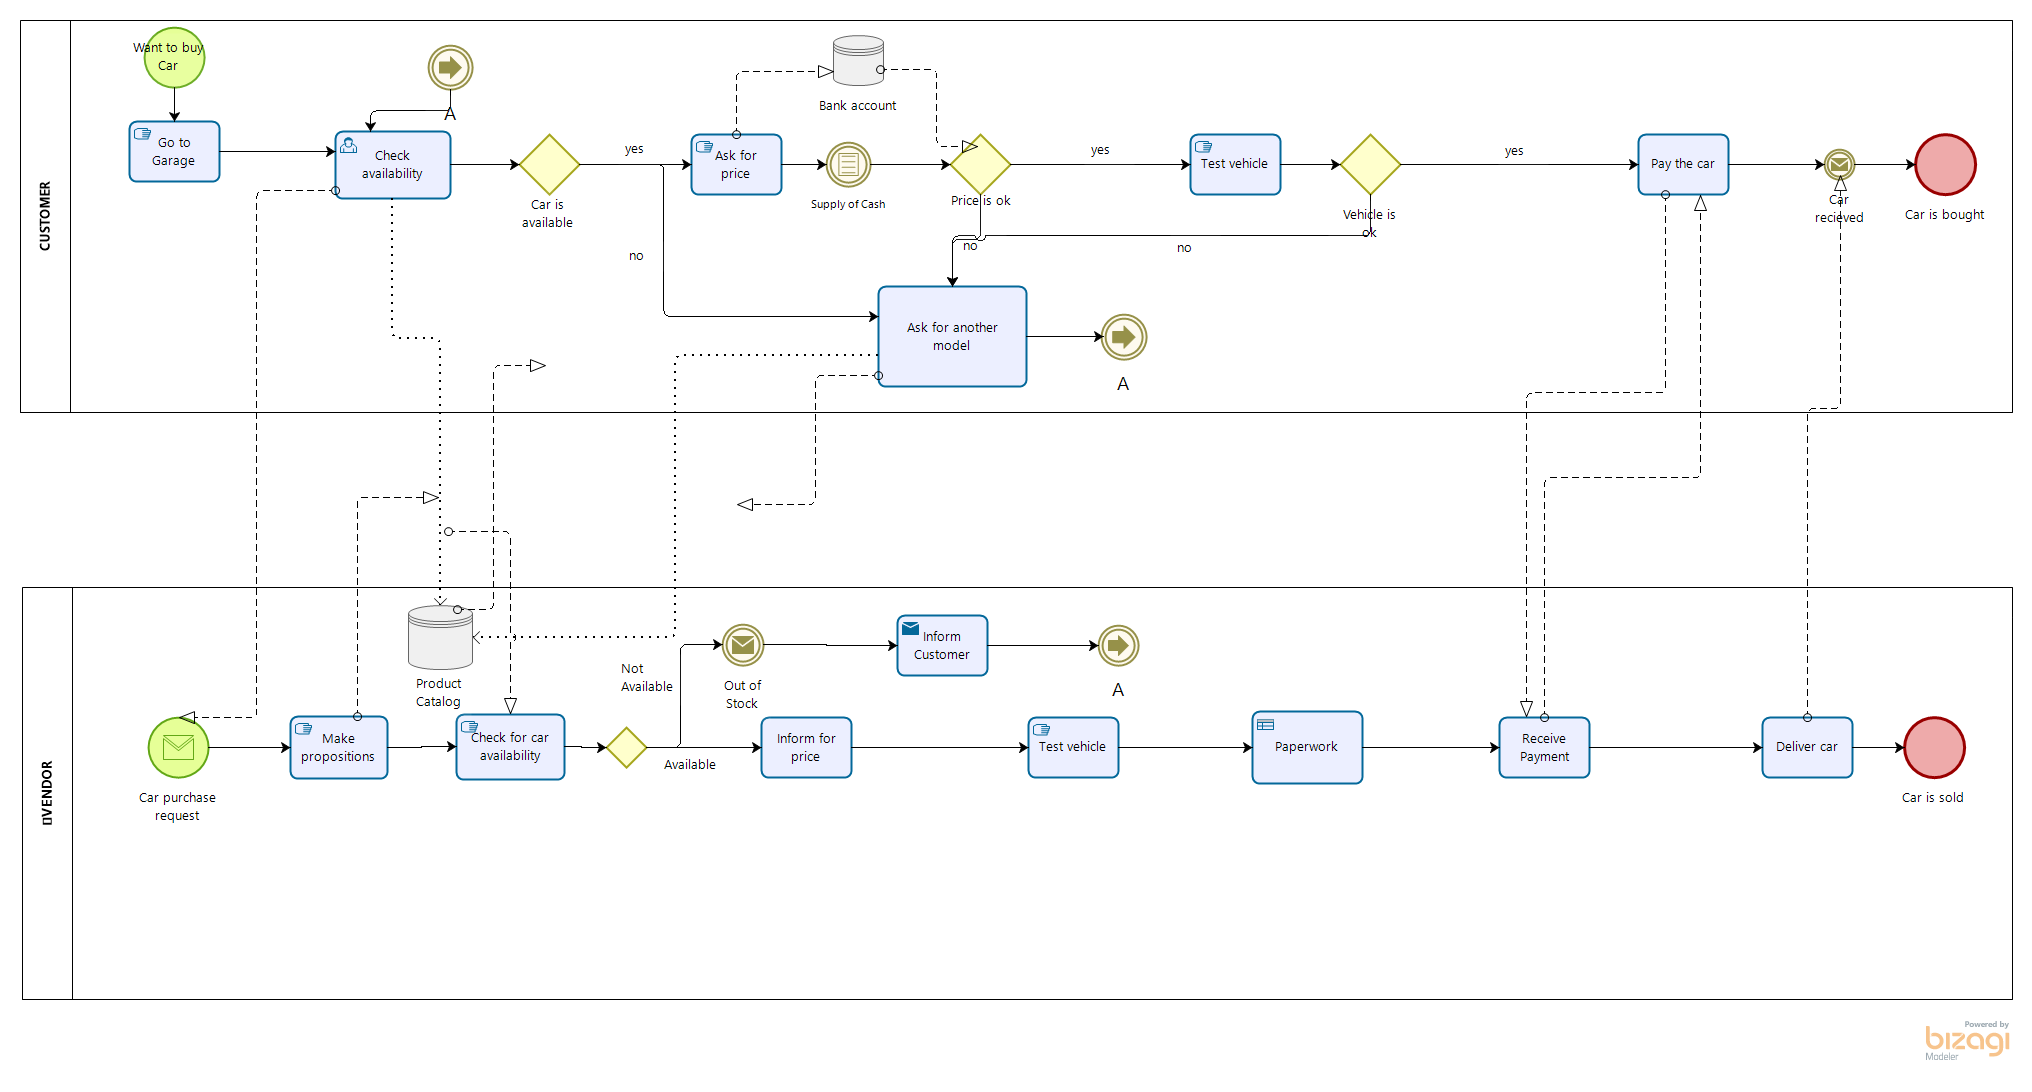 Want to buy
Car
A
Bank account
CUSTOMER
Go to
Garage
Check
availability
Car is
available
yes
no
Ask for
price
Supply of Cash
Price is ok
yes
no
Test vehicle
Vehicle is
ok
no
yes
Pay the car
Car
recieved
Car is bought
Ask for another
model
A
VENDOR
Product
Catalog
Not
Available
Out of
Stock
Inform
Customer
A
Car purchase
request
Make
propositions
Check for car
availability
Available
Inform for
price
Test vehicle
Paperwork
Receive
Payment
Deliver car
Car is sold
Powered by
bizagi
Modeler